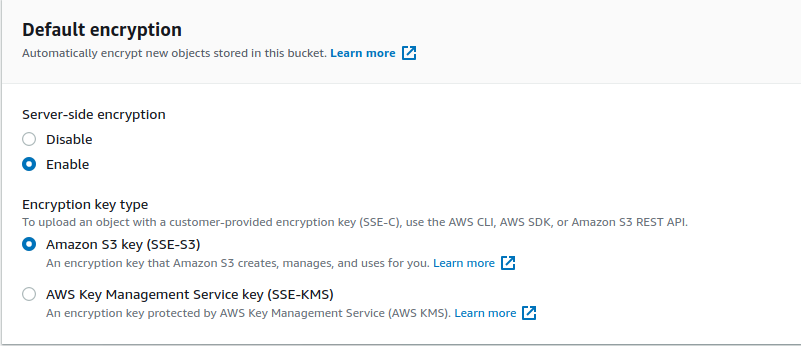 Default encryption
Automatically encrypt new objects stored in this bucket. Learn more
Server-side encryption
Disable
Enable
Encryption key type
To upload an object with a customer-provided encryption key (SSE-C), use the AWS CLI, AWS SDK, or Amazon S3 REST API.
Amazon S3 key (SSE-S3)
An encryption key that Amazon S3 creates, manages, and uses for you. Learn more
AWS Key Management Service key (SSE-KMS)
An encryption key protected by AWS Key Management Service (AWS KMS). Learn more